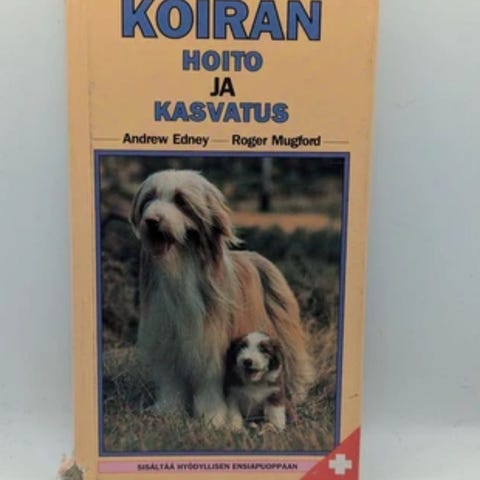 KOIRAN
HOITO
JA
KASVATUS
Andrew Edney — Roger Mugford
SISÄLTÄÄ HYÖDYLLISEN ENSIAPUOPPAAN